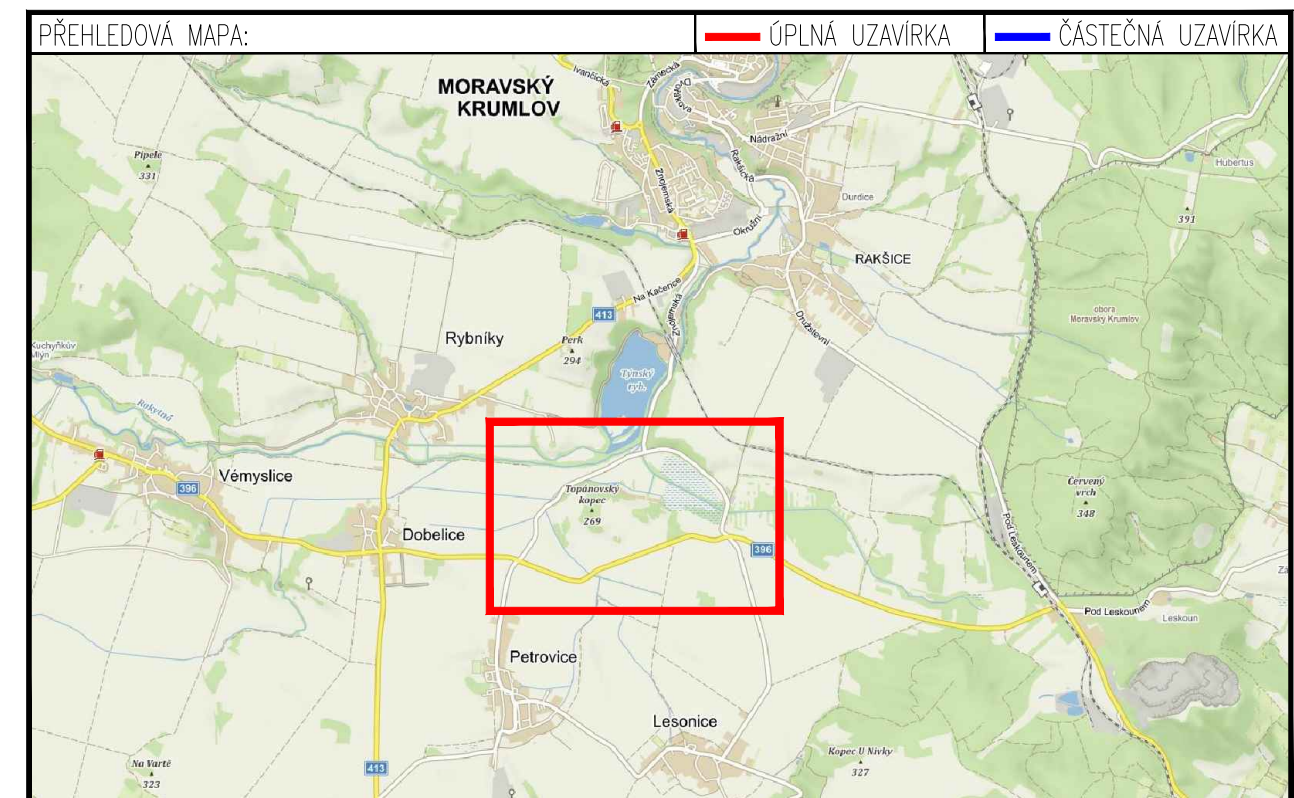 PŘEHLEDOVÁ MAPA:
ÚPLNÁ UZAVÍRKA
ČÁSTEČNÁ UZAVÍRKA
Ivančická
Zámecká
Durdice
MORAVSKÝ
KRUMLOV
Nádražní
Rakšická
Hubertus
Pipele
331
Znojemská
391
Okružní
RAKŠICE
Na Kačence
413
Znojemská
obora
Moravský Krumlov
Družstevní
Rybníky
Perk
294
Kuchyňkův
Mlýn
Týnský
ryb.
Rakytná
Vémyslice
396
Topanovský
kopec
269
Červený
vrch
348
Dobelice
396
Pod Leskounem
Pod Leskounem
Leskoun
Petrovice
Lesonice
Kopec U Nivky
327
Na Vartě
323
413